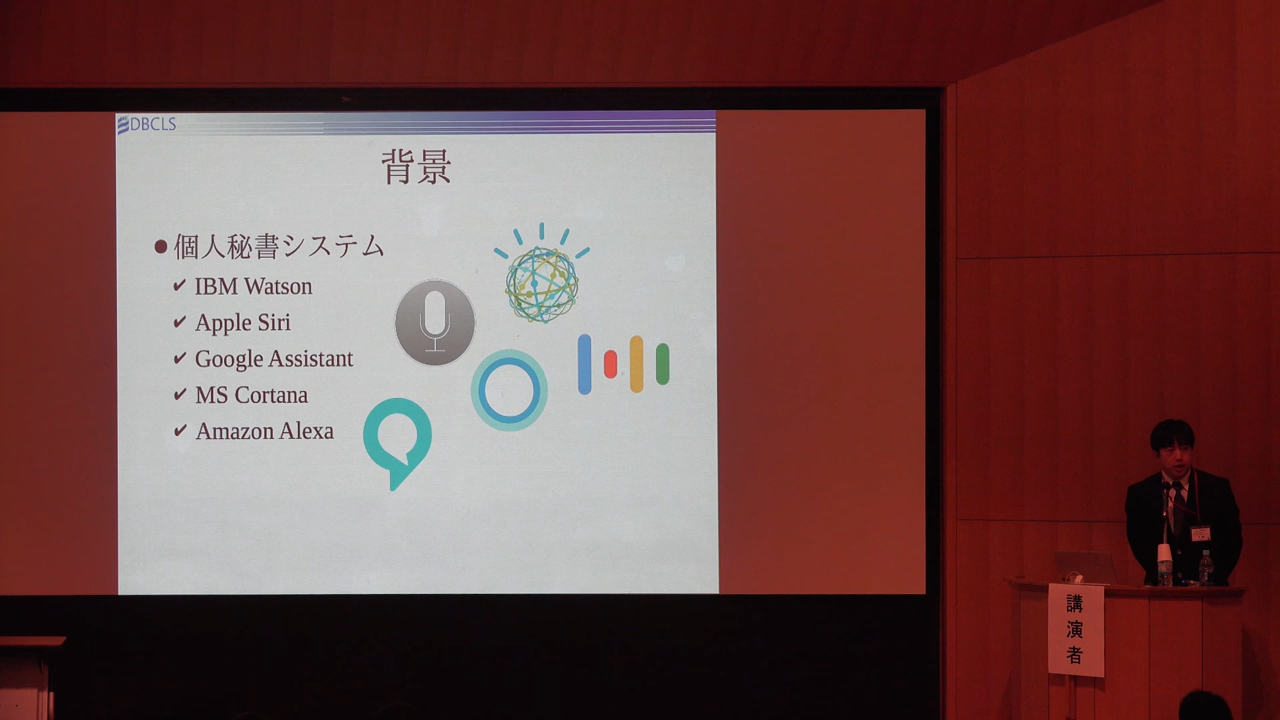 DBCLS
背景
●個人秘書システム
✔ IBM Watson
✔ Apple Siri
✔ Google Assistant
✔ MS Cortana
✔ Amazon Alexa
講演者